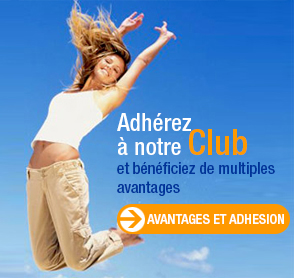 Adhérez
à notre Club
et bénéficiez de multiples
avantages
AVANTAGES ET ADHESION